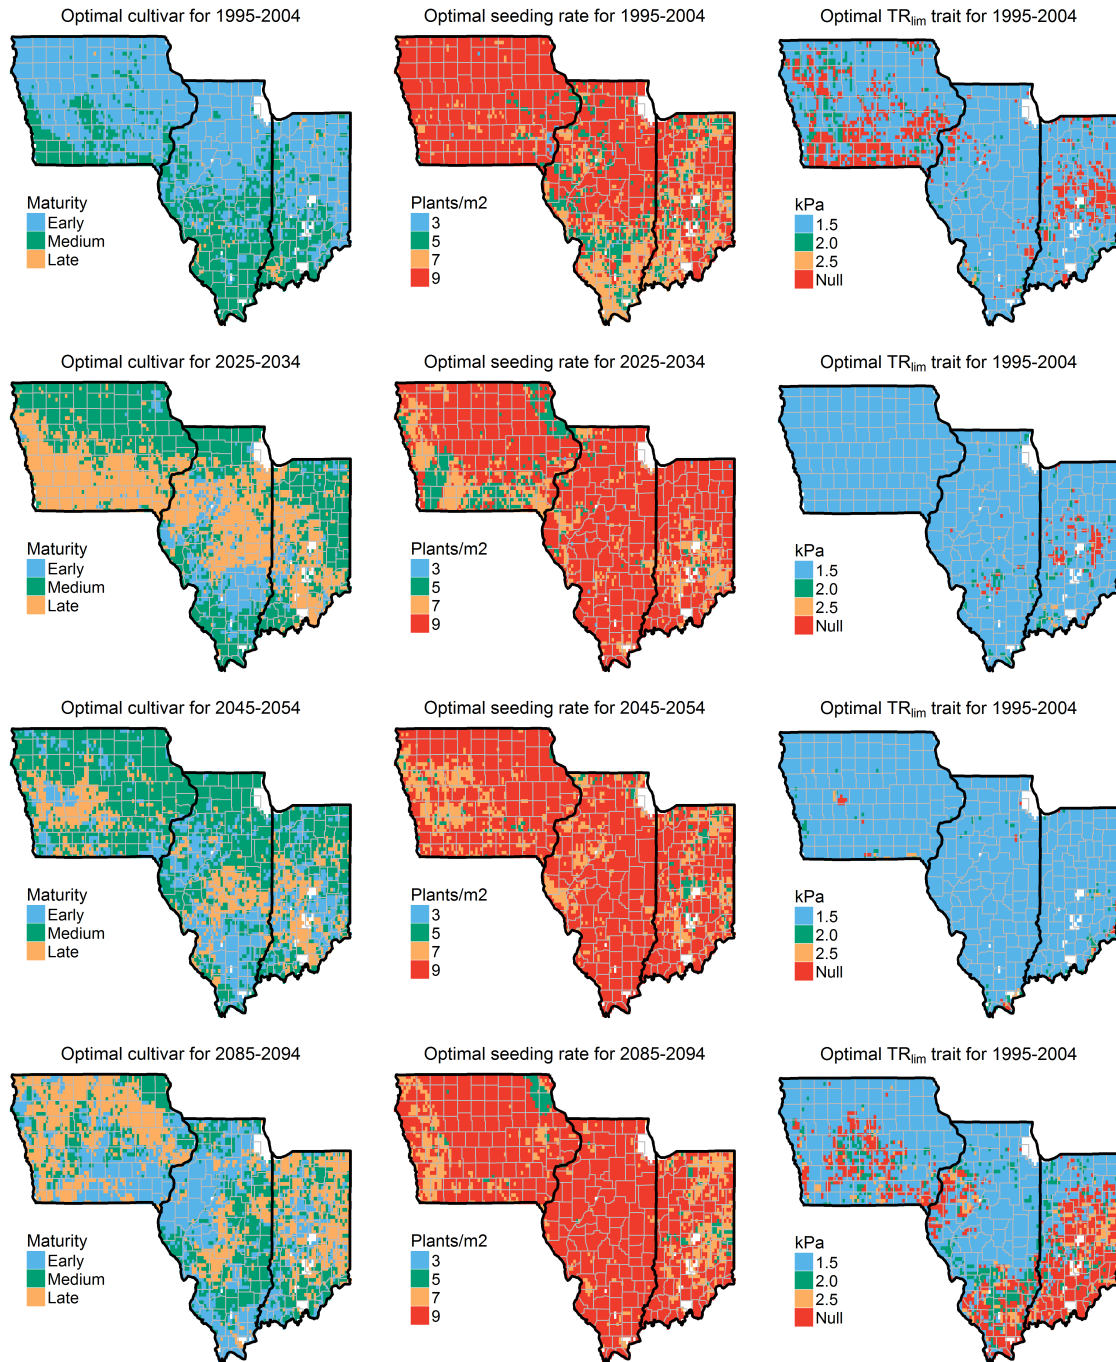 Optimal cultivar for 1995-2004
Optimal seeding rate for 1995-2004
Optimal TRlim trait for 1995-2004
Maturity
Early
Medium
Late
Plants/m2
3
5
7
9
kPa
1.5
2.0
2.5
Null
Optimal cultivar for 2025-2034
Optimal seeding rate for 2025-2034
Optimal TRlim trait for 1995-2004
Maturity
Early
Medium
Late
Plants/m2
3
5
7
9
kPa
1.5
2.0
2.5
Null
Optimal cultivar for 2045-2054
Optimal seeding rate for 2045-2054
Optimal TRlim trait for 1995-2004
Maturity
Early
Medium
Late
Plants/m2
3
5
7
9
kPa
1.5
2.0
2.5
Null
Optimal cultivar for 2085-2094
Optimal seeding rate for 2085-2094
Optimal TRlim trait for 1995-2004
Maturity
Early
Medium
Late
Plants/m2
3
5
7
9
kPa
1.5
2.0
2.5
Null